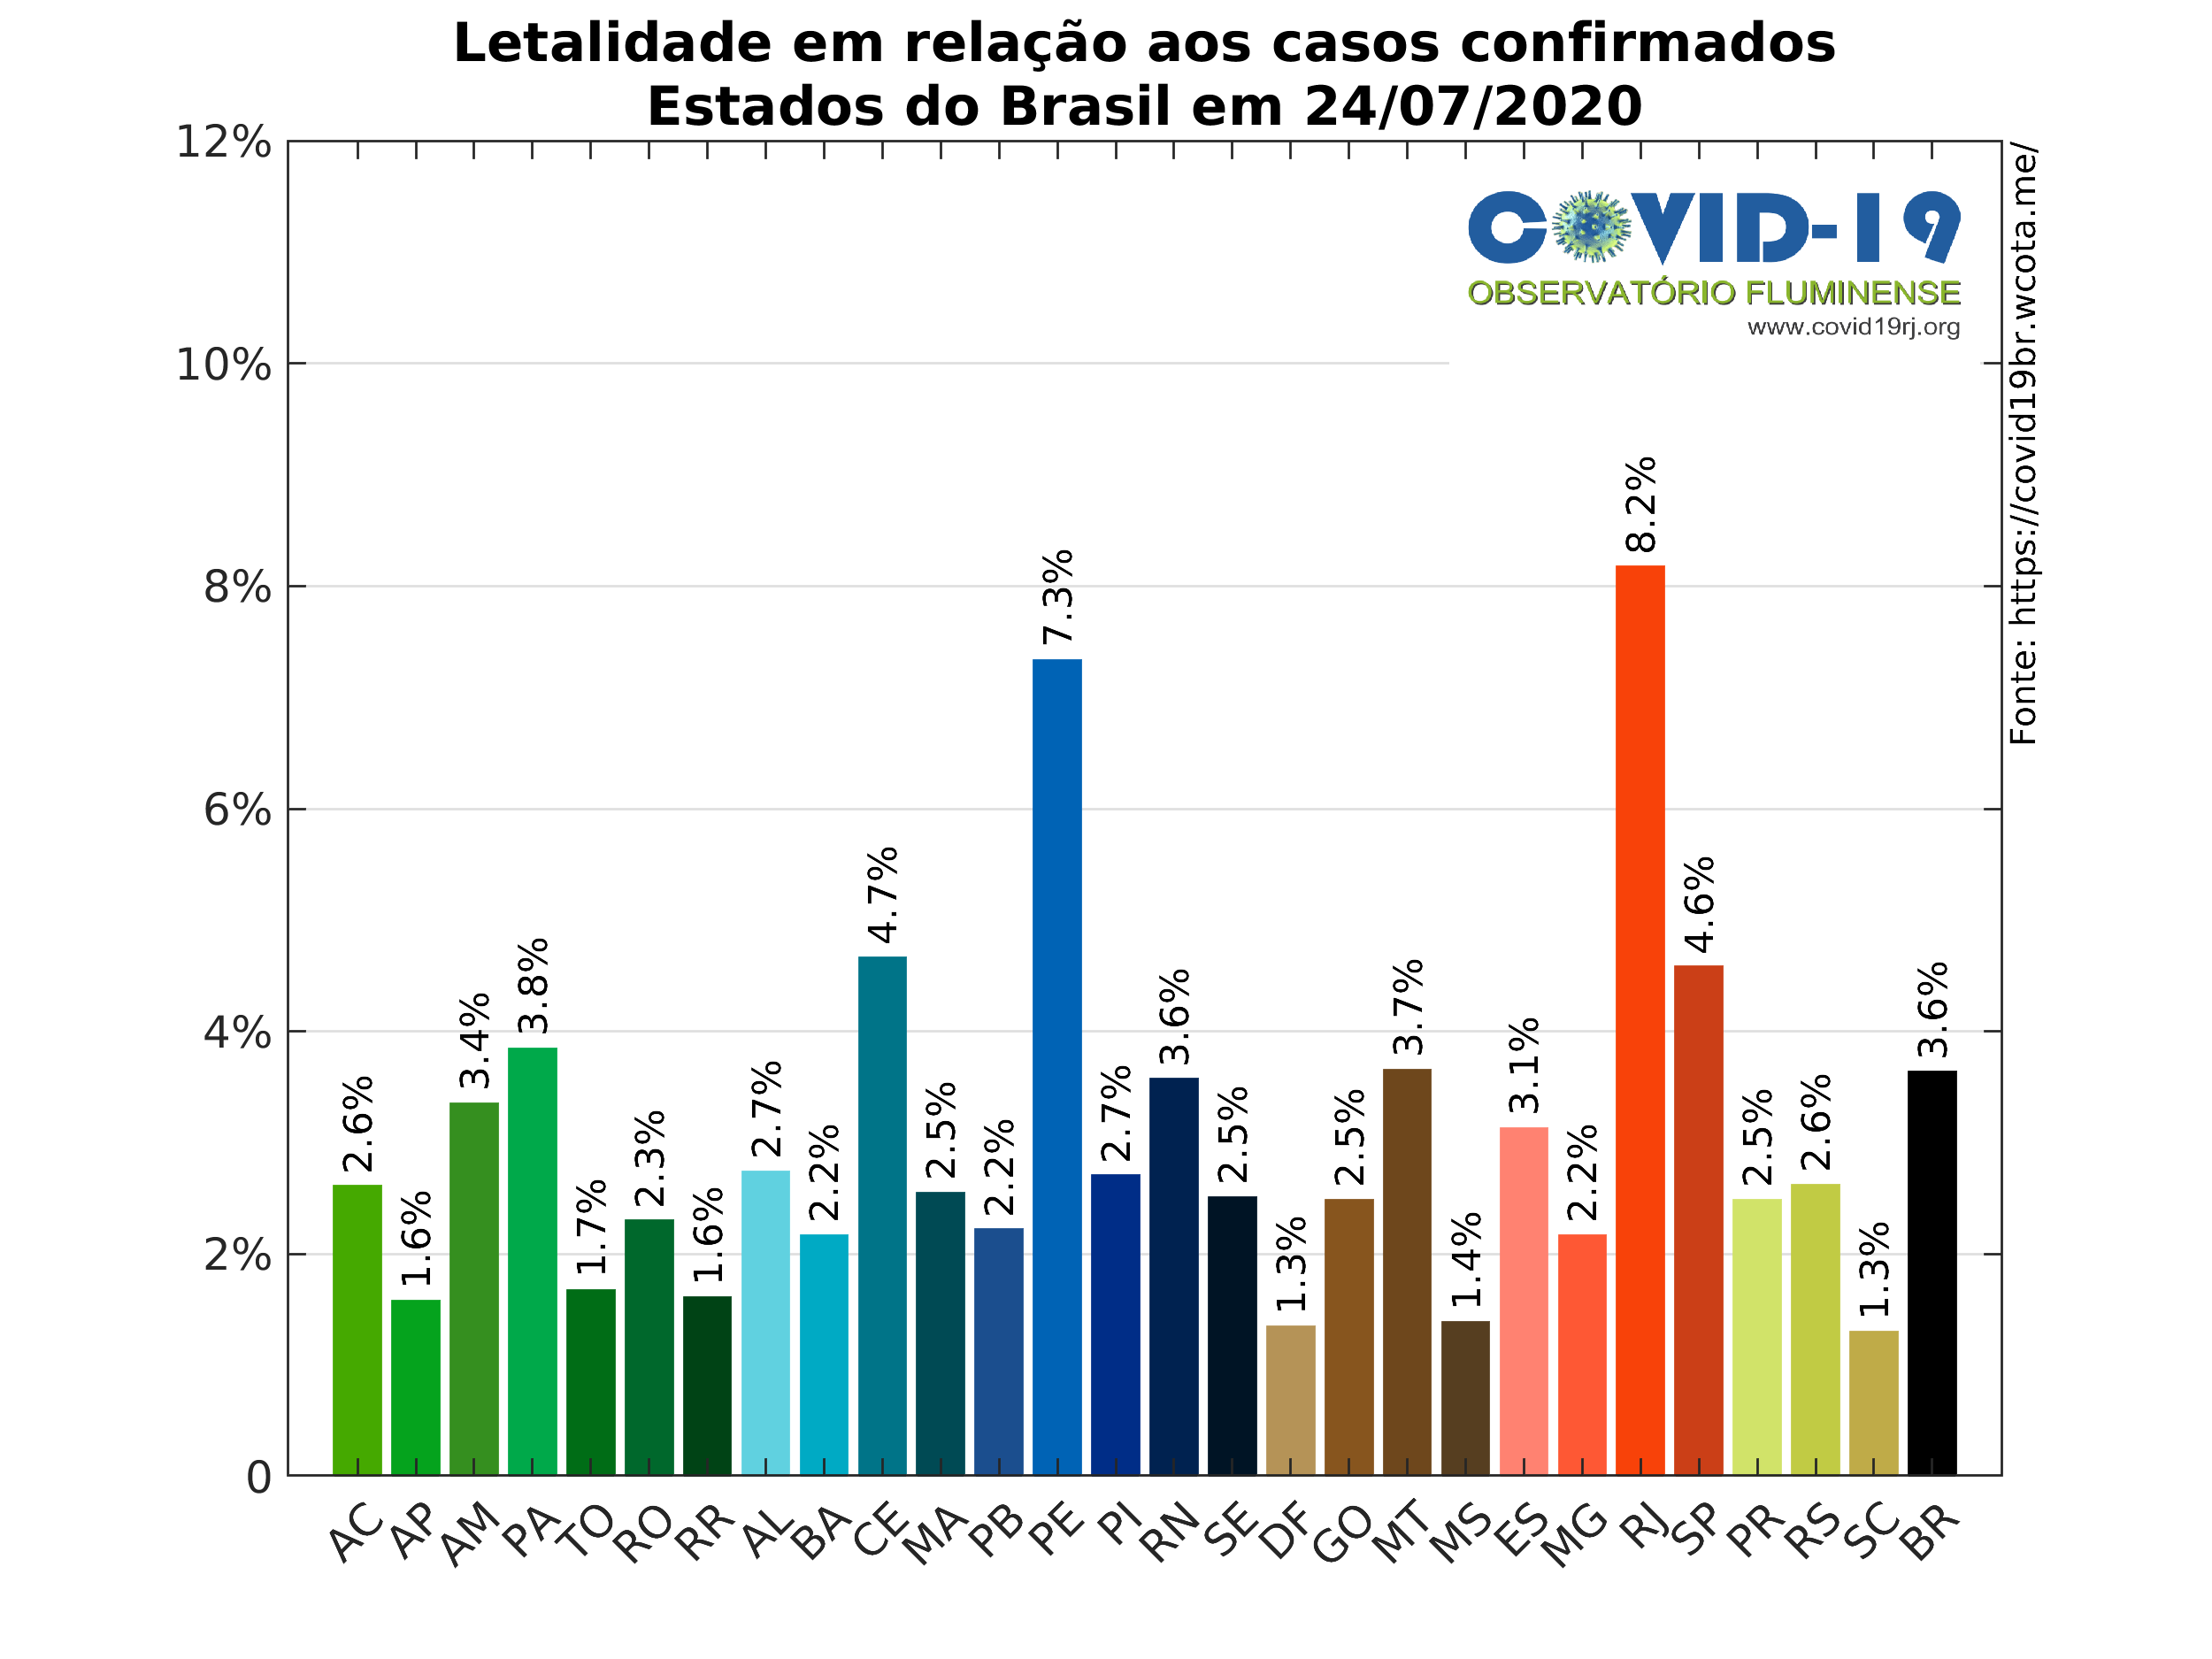 Letalidade em relação aos casos confirmados
Estados do Brasil em 24/07/2020
12%
10%
8%
6%
4%
2%
0
COVID-19
OBSERVATÓRIO FLUMINENSE
www.covid19rj.org
Fonte: https://covid19br.wcota.me/
2.6%
1.6%
3.4%
3.8%
1.7%
2.3%
1.6%
2.7%
2.2%
4.7%
2.5%
2.2%
7.3%
2.7%
3.6%
2.5%
1.3%
2.5%
3.7%
1.4%
3.1%
2.2%
8.2%
4.6%
2.5%
2.6%
1.3%
3.6%
AC
AP
AM
PA
TO
RO
RR
AL
BA
CE
MA
PB
PE
PI
RN
SE
DF
GO
MT
MS
ES
MG
RJ
SP
PR
RS
SC
BR